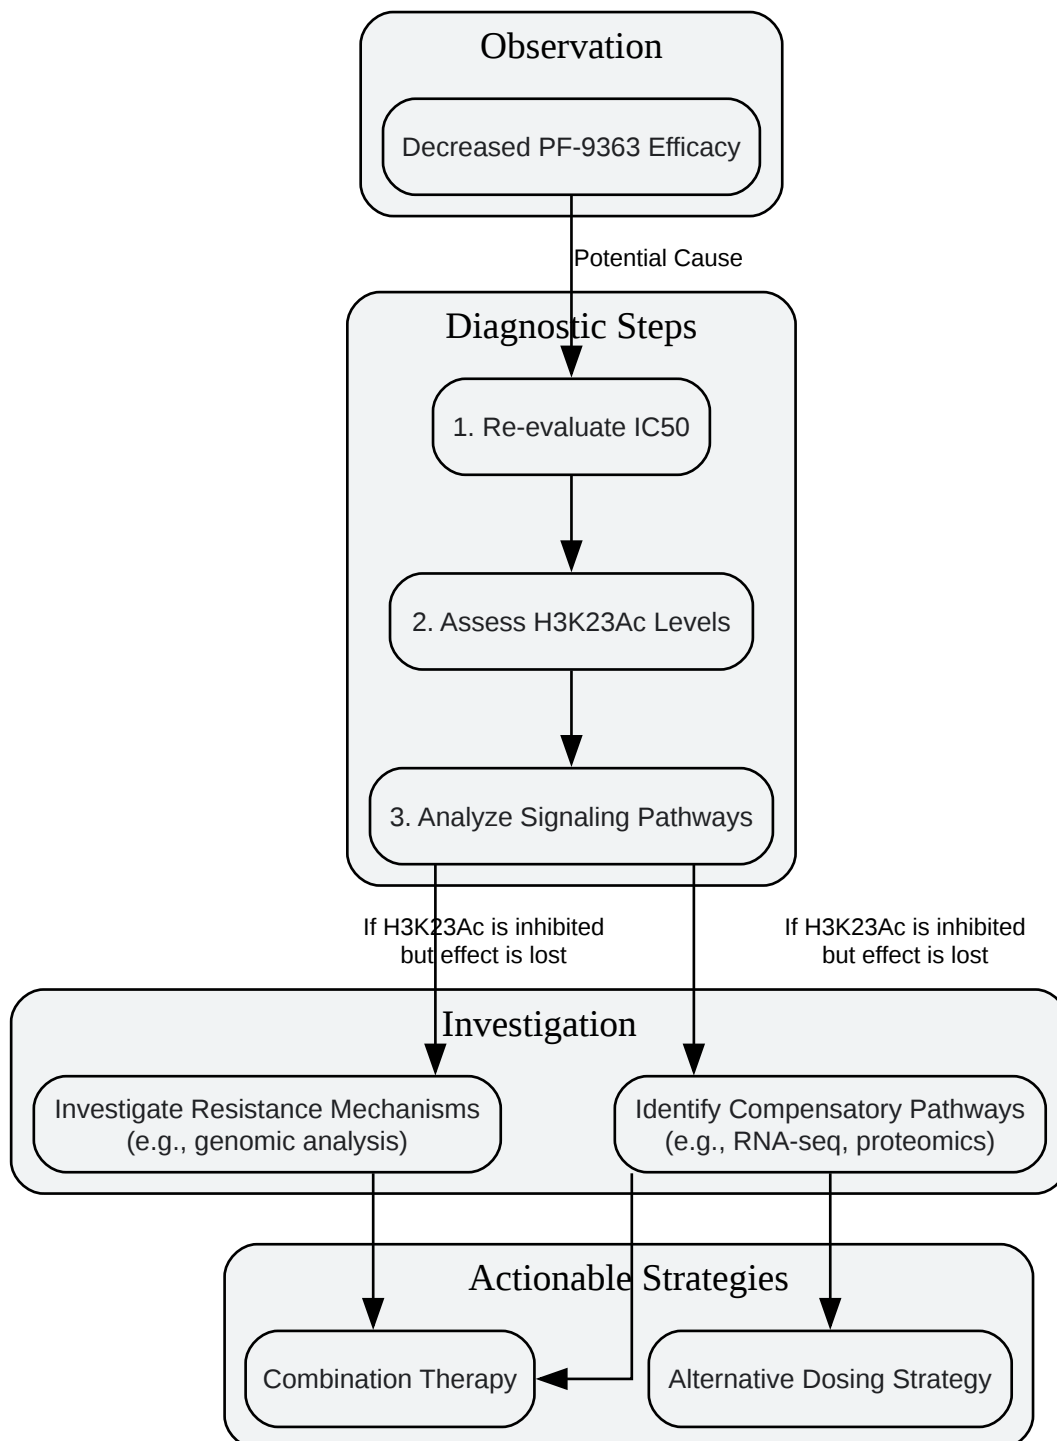 Observation
Decreased PF-9363 Efficacy
Potential Cause
Diagnostic Steps
1. Re-evaluate IC50
2. Assess H3K23Ac Levels
3. Analyze Signaling Pathways
If H3K23Ac is inhibited
but effect is lost
If H3K23Ac is inhibited
but effect is lost
Investigation
Investigate Resistance Mechanisms
(e.g., genomic analysis)
Identify Compensatory Pathways
(e.g., RNA-seq, proteomics)
Actionable Strategies
Combination Therapy
Alternative Dosing Strategy